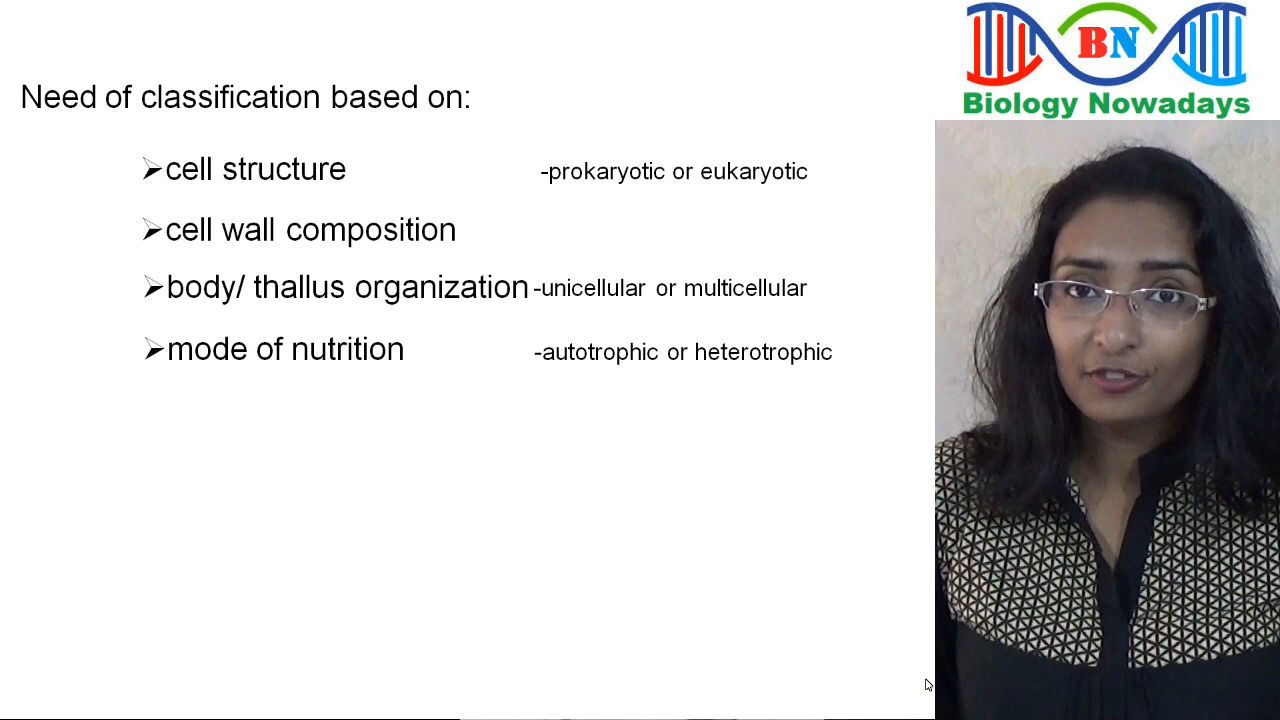 BN
Biology Nowadays
Need of classification based on:
➢cell structure -prokaryotic or eukaryotic
➢cell wall composition
➢body/ thallus organization -unicellular or multicellular
➢mode of nutrition -autotrophic or heterotrophic